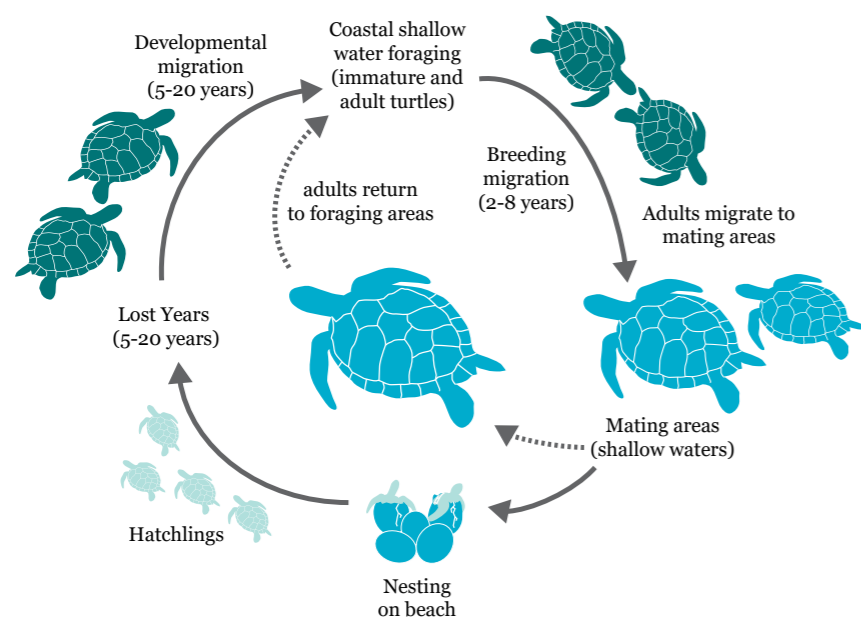 Developmental
migration
(5-20 years)
Coastal shallow
water foraging
(immature and
adult turtles)
Breeding
migration
(2-8 years)
Adults migrate to
mating areas
adults return
to foraging areas
Lost Years
(5-20 years)
Mating areas
(shallow waters)
Hatchlings
Nesting
on beach